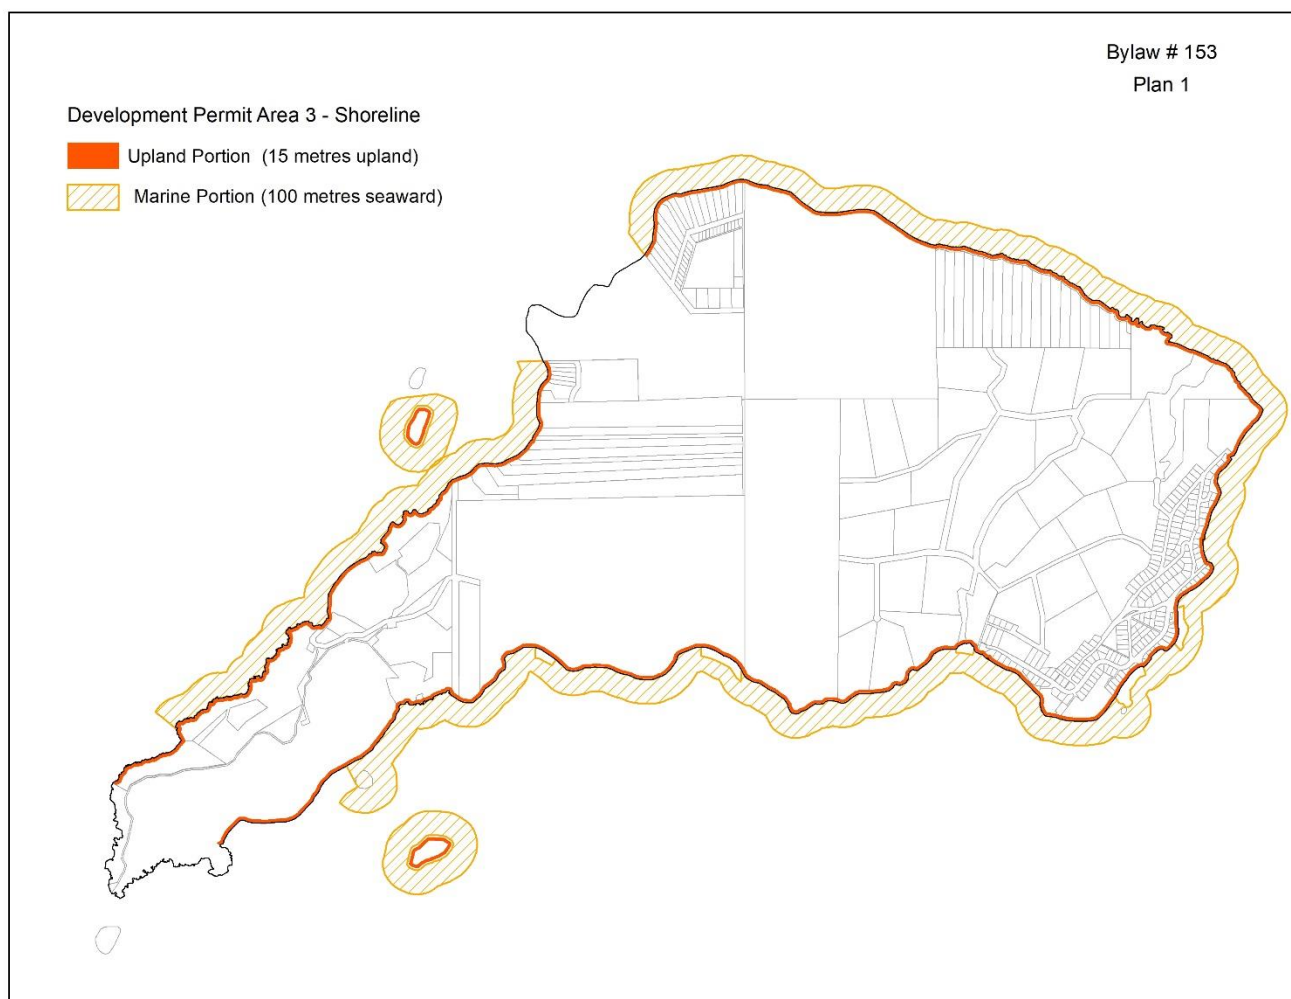 Bylaw # 153
Plan 1
Development Permit Area 3 - Shoreline
Upland Portion (15 metres upland)
Marine Portion (100 metres seaward)